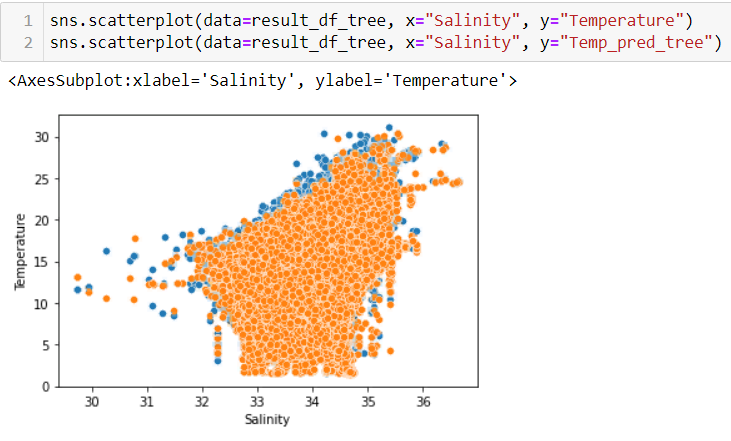 1 sns.scatterplot(data=result_df_tree, x="Salinity", y="Temperature")
2 sns.scatterplot(data=result_df_tree, x="Salinity", y="Temp_pred_tree")
<AxesSubplot:xlabel='Salinity', ylabel='Temperature'>
30
25
20
15
10
5
0
Temperature
30 31 32 33 34 35 36
Salinity